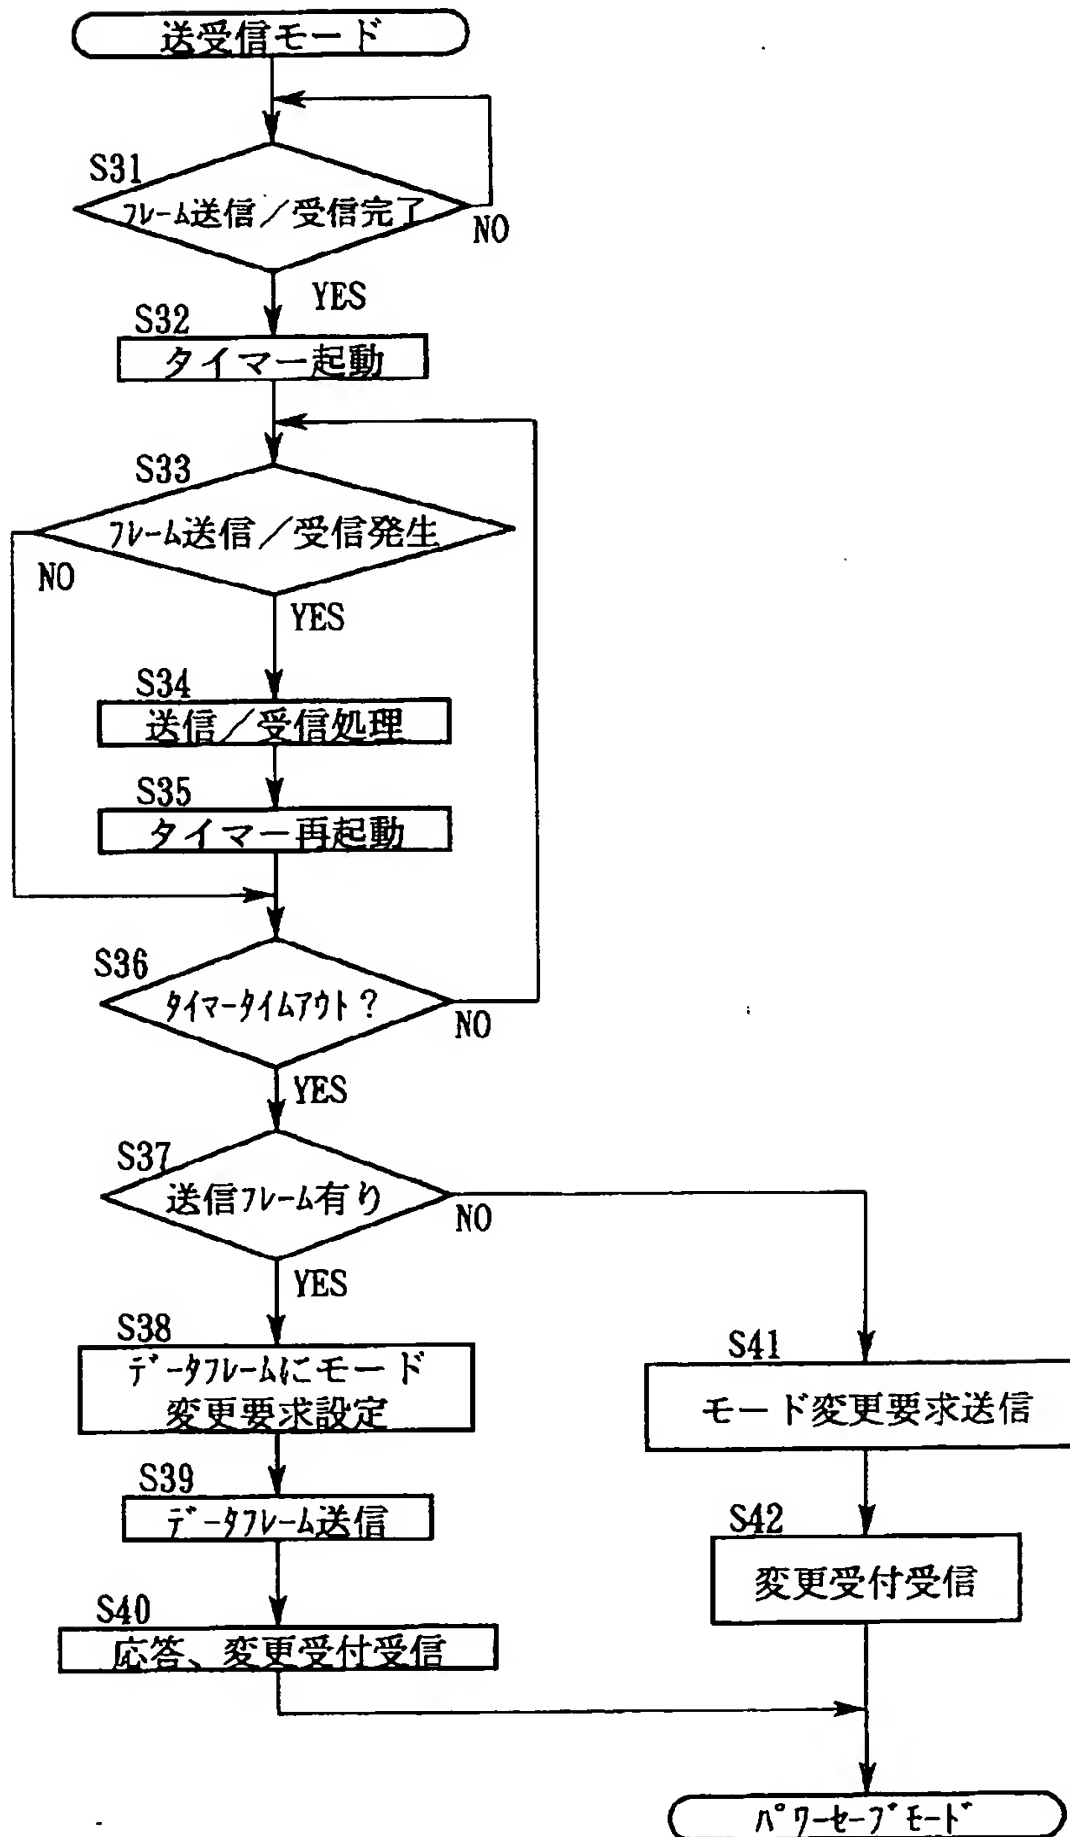 送受信モード
S31
ﾌﾚｰﾑ送信／受信完了
NO
YES
S32
タイマー起動
S33
ﾌﾚｰﾑ送信／受信発生
NO
YES
S34
送信／受信処理
S35
タイマー再起動
S36
ﾀｲﾏｰﾀｲﾑｱｳﾄ？
NO
YES
S37
送信ﾌﾚｰﾑ有り
NO
YES
S38
ﾃﾞｰﾀﾌﾚｰﾑにモード
変更要求設定
S39
ﾃﾞｰﾀﾌﾚｰﾑ送信
S40
応答、変更受付受信
S41
モード変更要求送信
S42
変更受付受信
ﾊﾟﾜｰｾｰﾌﾞﾓｰﾄﾞ